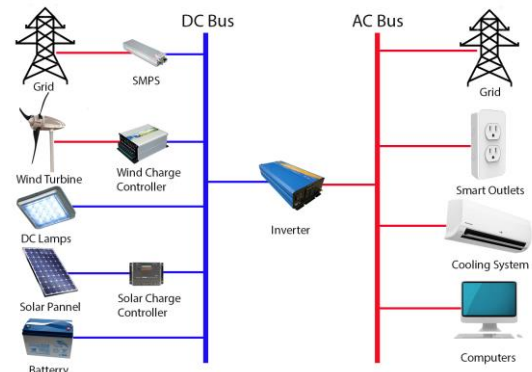 DC Bus
AC Bus
Grid
SMPS
Grid
Wind Turbine
Wind Charge
Controller
Smart Outlets
DC Lamps
Inverter
Cooling System
Solar Pannel
Solar Charge
Controller
Batterry
Computers